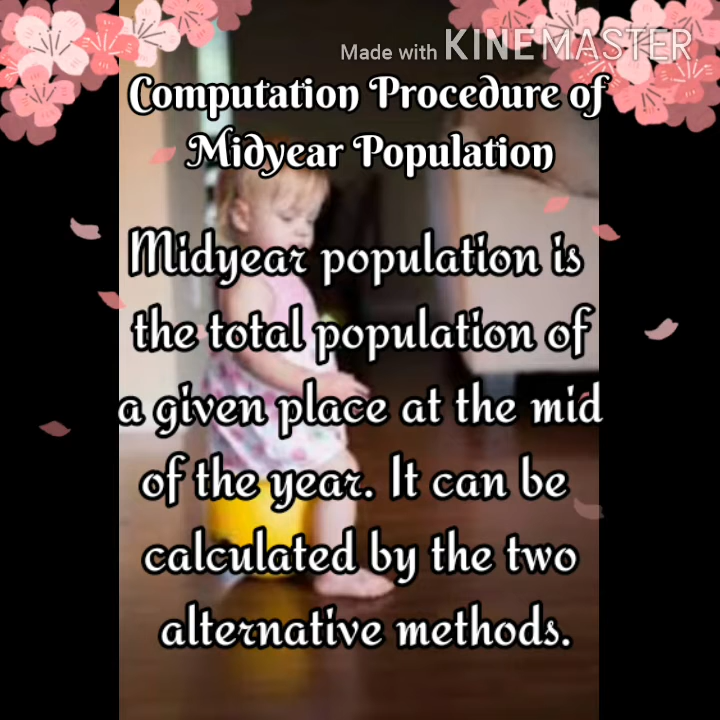 Made with KINEMASTER
Computation Procedure of
Midyear Population
Midyear population is
the total population of
a given place at the mid
of the year. It can be
calculated by the two
alternative methods.